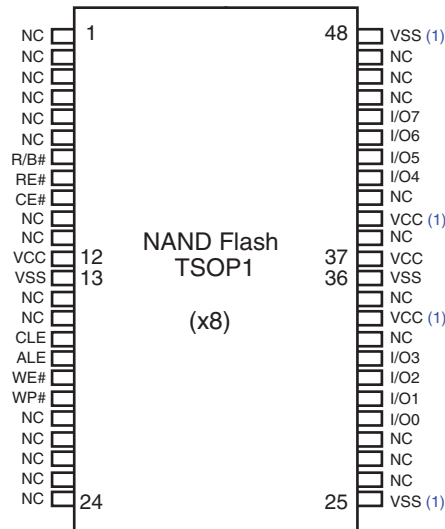 NC 1 48 VSS (1)
NC NC
NC NC
NC NC
NC I/O7
NC I/O6
R/B# I/O5
RE# I/O4
CE# NC
NC VCC (1)
NC NC
VCC 12 37 VCC
VSS 13 36 VSS
NC NC
NC VCC (1)
CLE NC
ALE I/O3
WE# I/O2
WP# I/O1
NC I/O0
NC NC
NC NC
NC NC
NC 24 25 VSS (1)
NAND Flash
TSOP1
(x8)